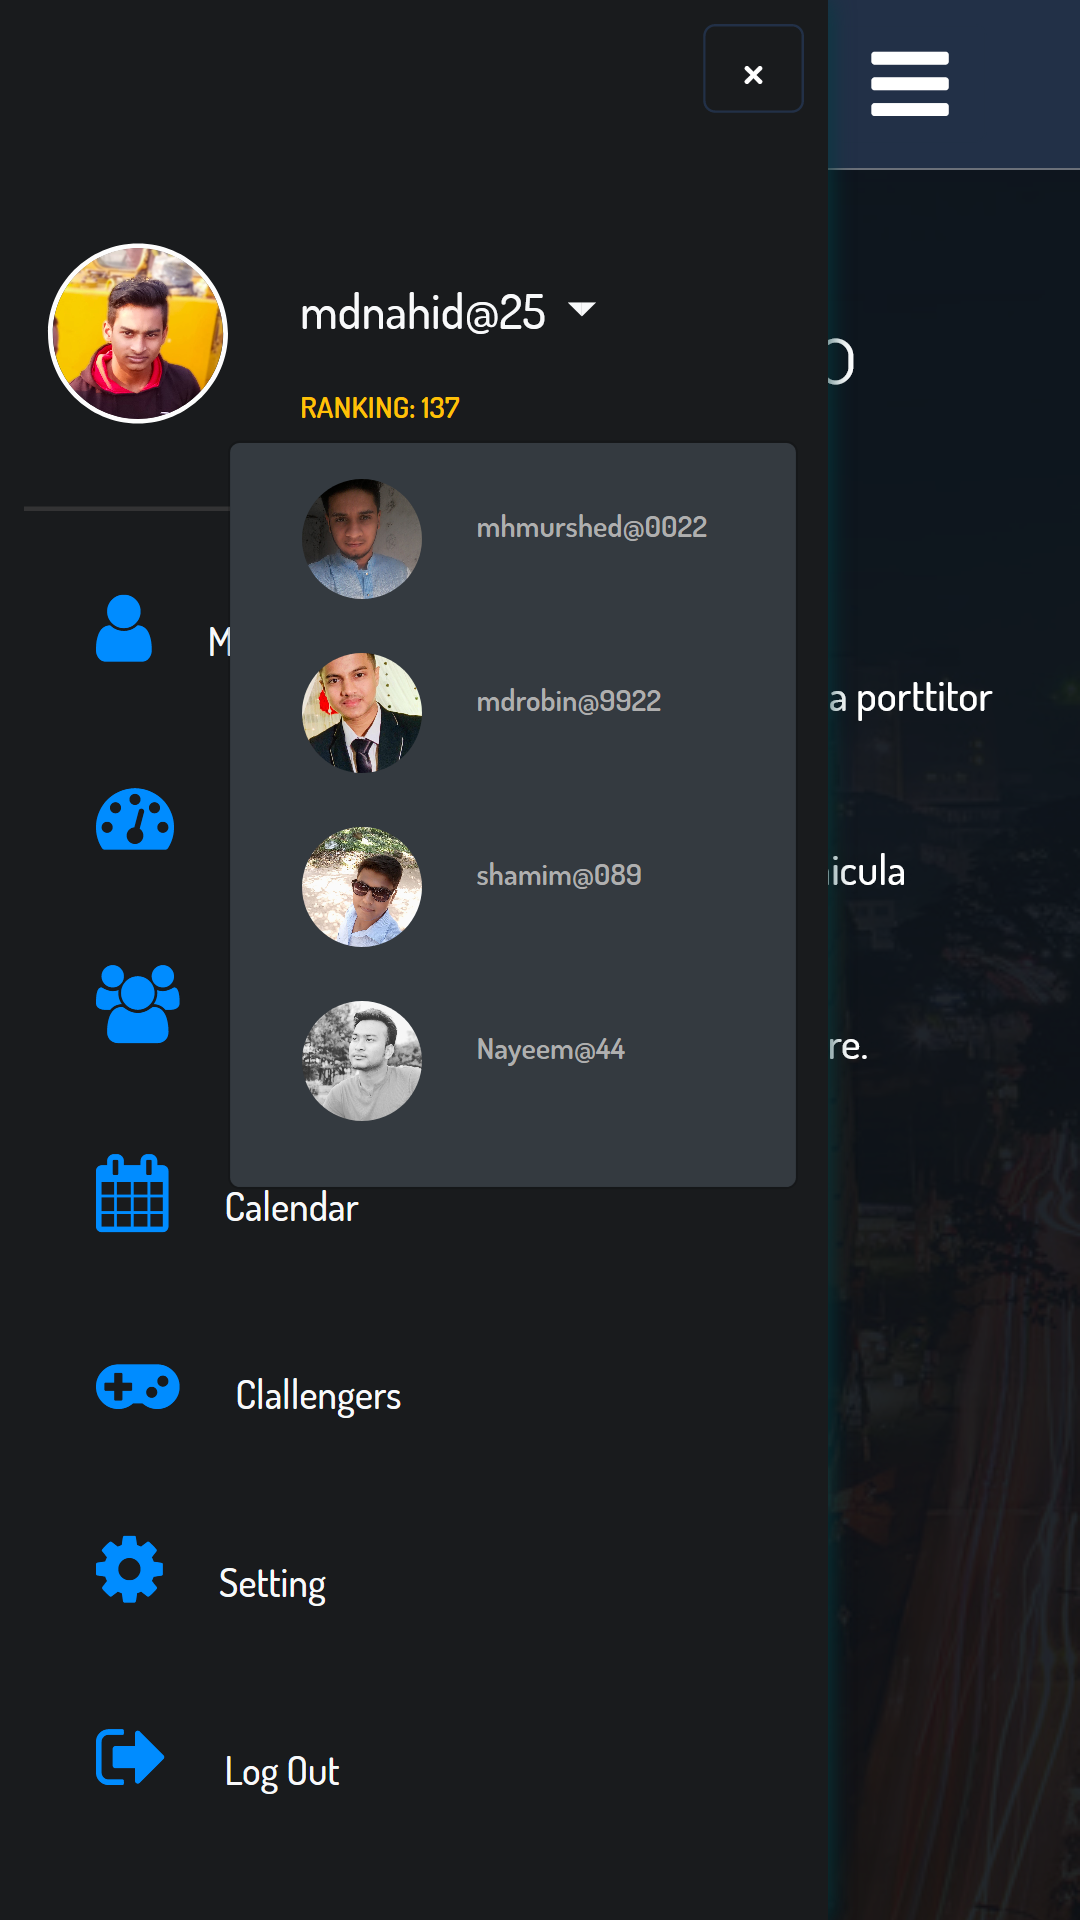 ×
mdnahid@25
RANKING: 137
mhmurshed@0022
mdrobin@9922
a porttitor
shamim@089
icula
Nayeem@44
re.
Calendar
Clallengers
Setting
Log Out